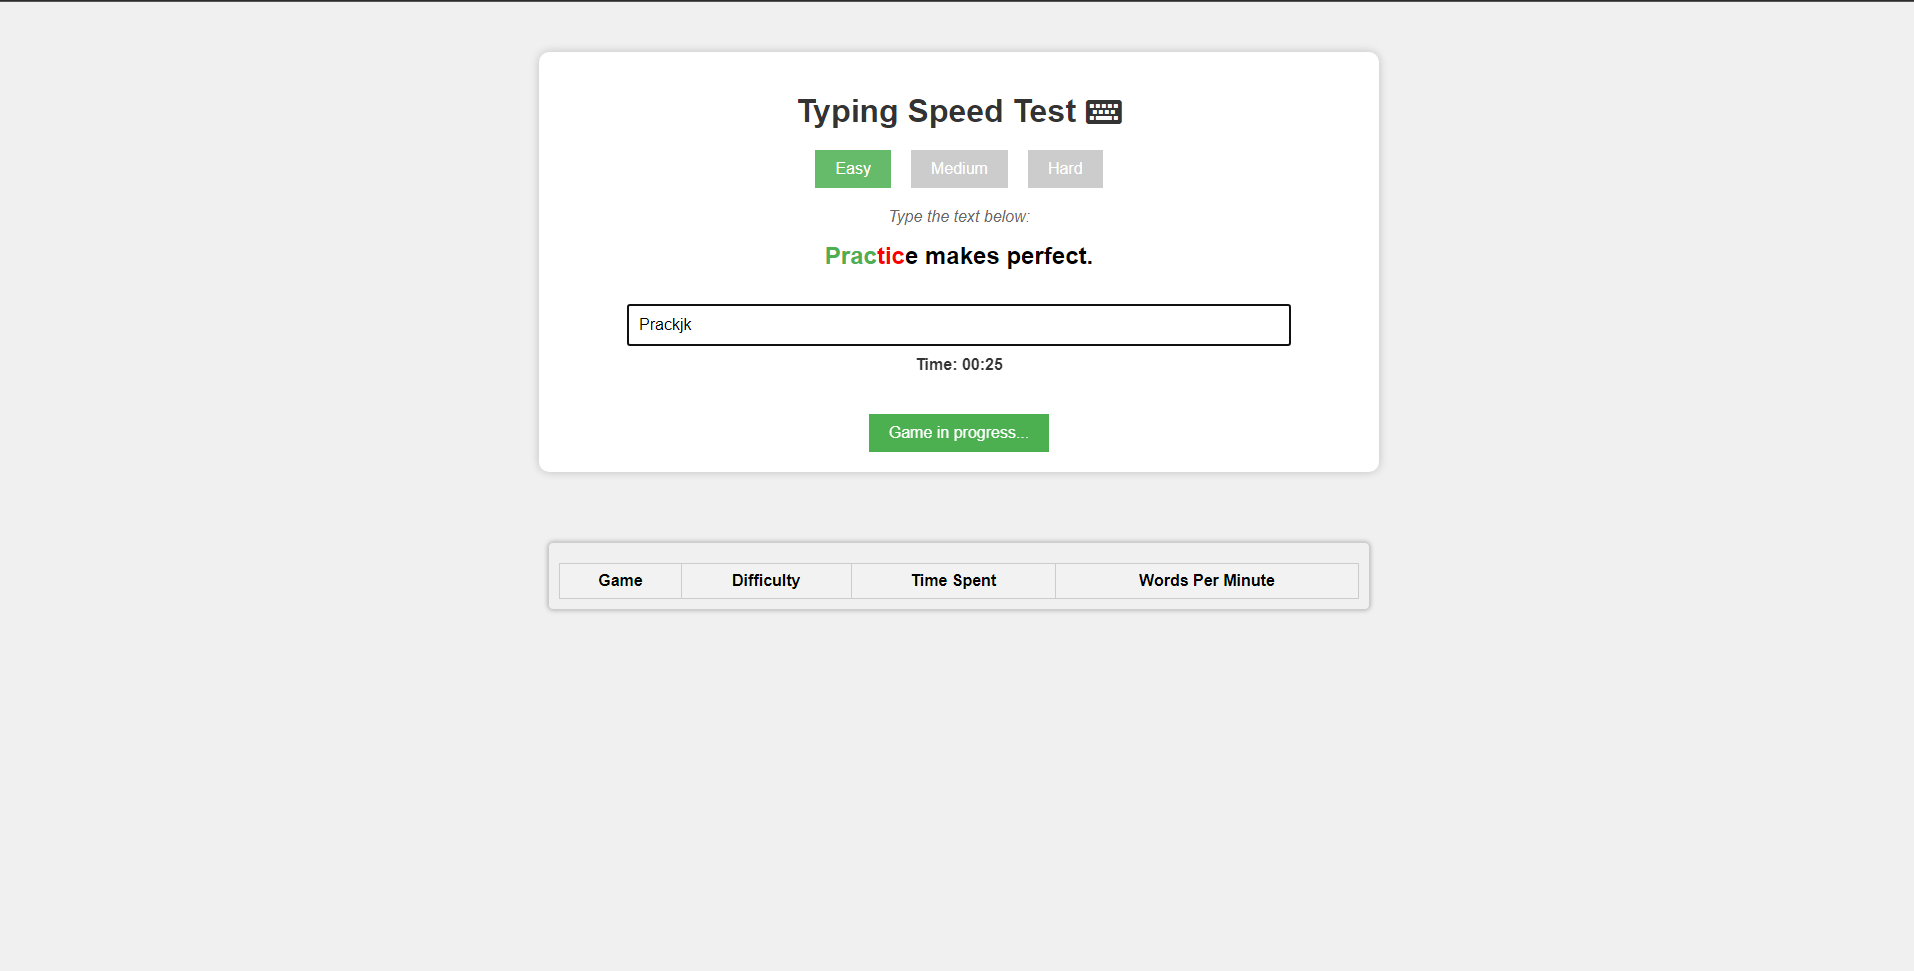 Typing Speed Test
Easy Medium Hard
Type the text below:
Practice makes perfect.
Prackjk
Time: 00:25
Game in progress...
Game Difficulty Time Spent Words Per Minute